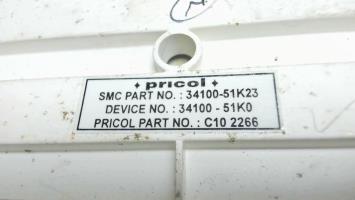 pricol
SMC PART NO. : 34100-51K23
DEVICE NO. : 34100 - 51K0
PRICOL PART NO. : C10 2266